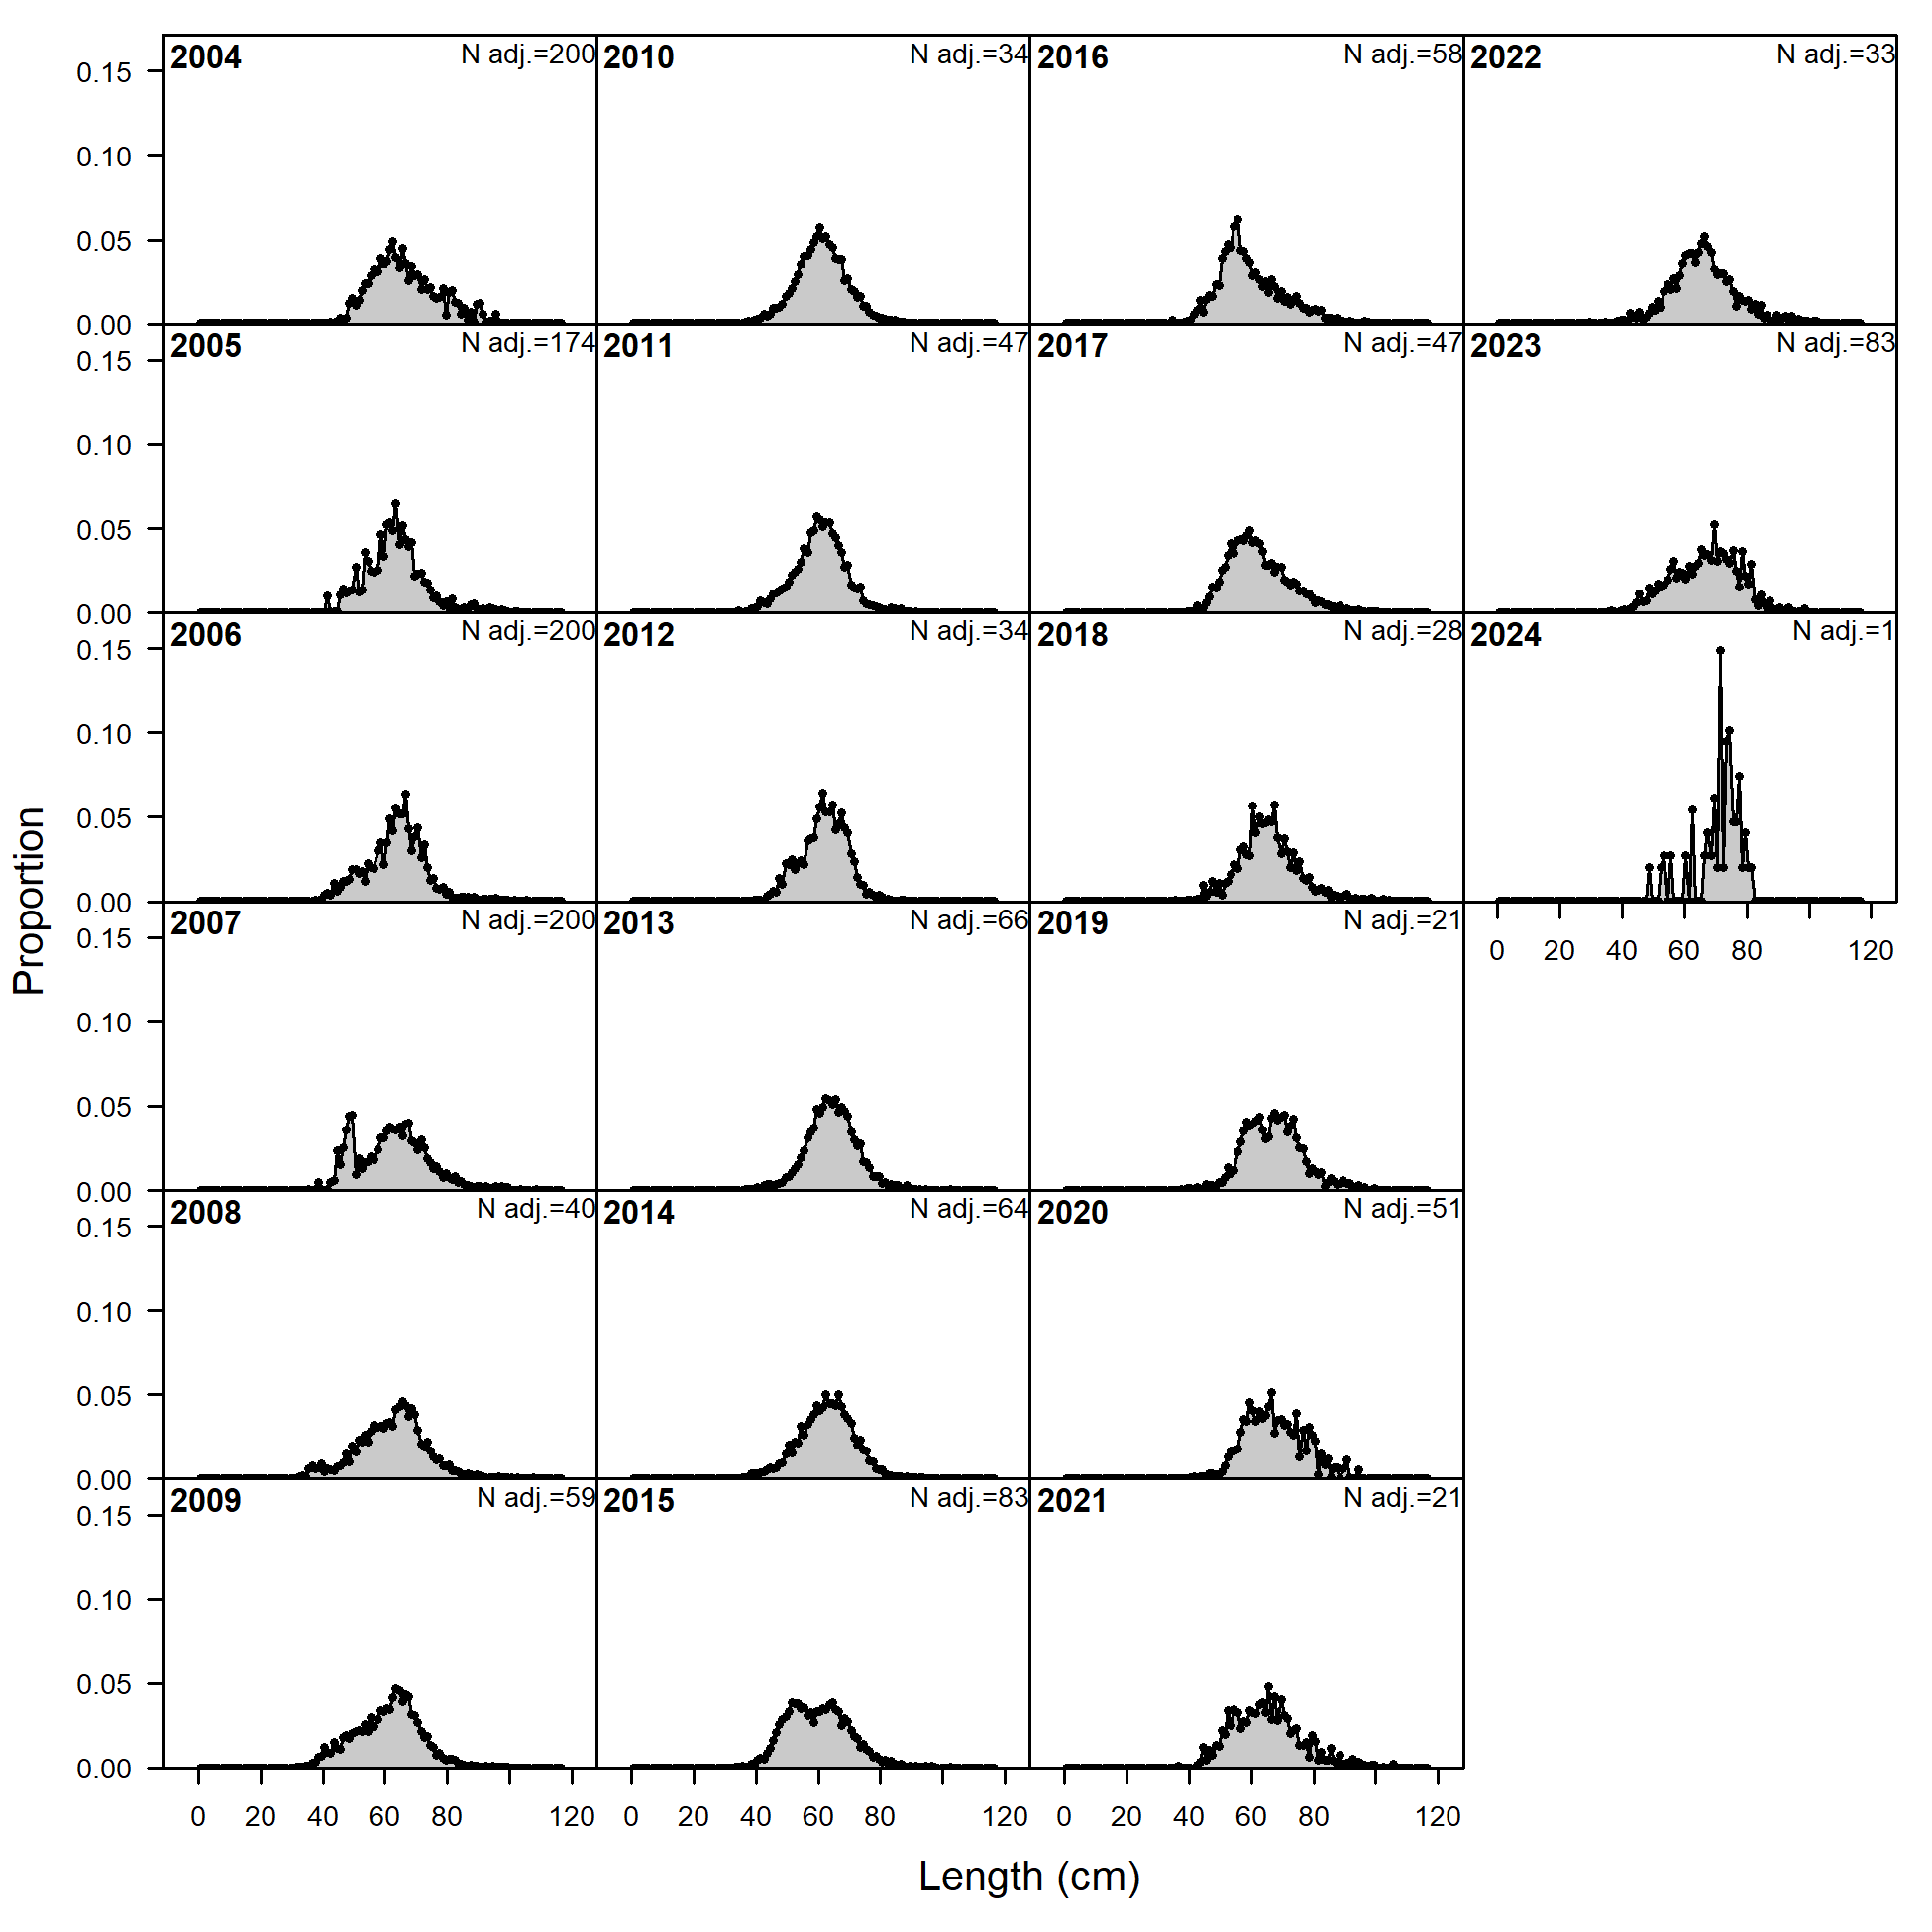 2004 N adj.=200 2010 N adj.=34 2016 N adj.=58 2022 N adj.=33
0.15
0.10
0.05
0.00
2005 N adj.=174 2011 N adj.=47 2017 N adj.=47 2023 N adj.=83
0.15
0.10
0.05
0.00
2006 N adj.=200 2012 N adj.=34 2018 N adj.=28 2024 N adj.=1
0.15
0.10
0.05
0.00
0 20 40 60 80 120
2007 N adj.=200 2013 N adj.=66 2019 N adj.=21
0.15
0.10
0.05
0.00
2008 N adj.=40 2014 N adj.=64 2020 N adj.=51
0.15
0.10
0.05
0.00
2009 N adj.=59 2015 N adj.=83 2021 N adj.=21
0.15
0.10
0.05
0.00
0 20 40 60 80 120 0 20 40 60 80 120 0 20 40 60 80 120
Length (cm)
Proportion